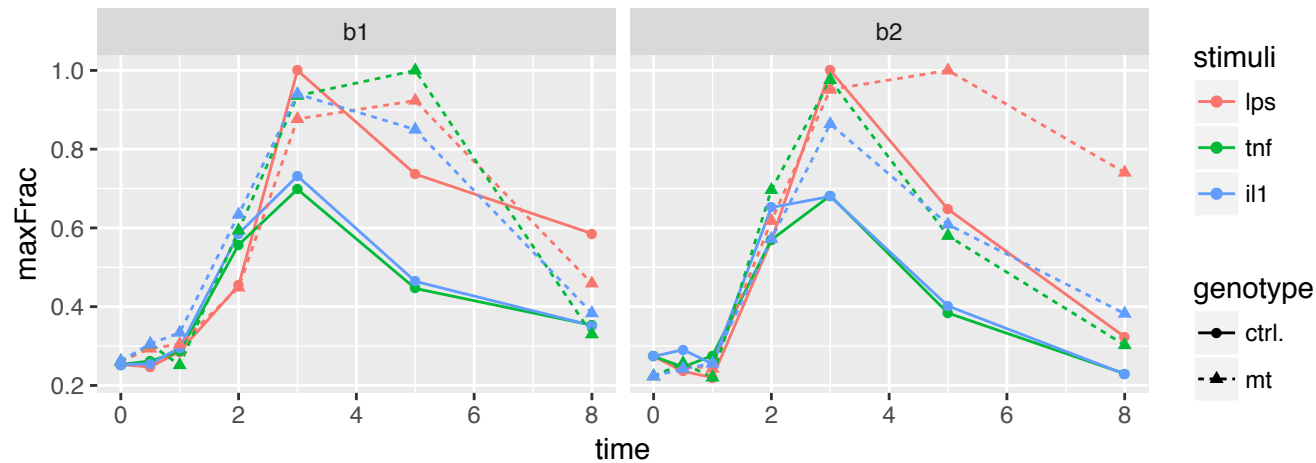 b1 b2
maxFrac
1.0
0.8
0.6
0.4
0.2
0 2 4 6 8 0 2 4 6 8
time
stimuli
lps
tnf
il1
genotype
ctrl.
mt